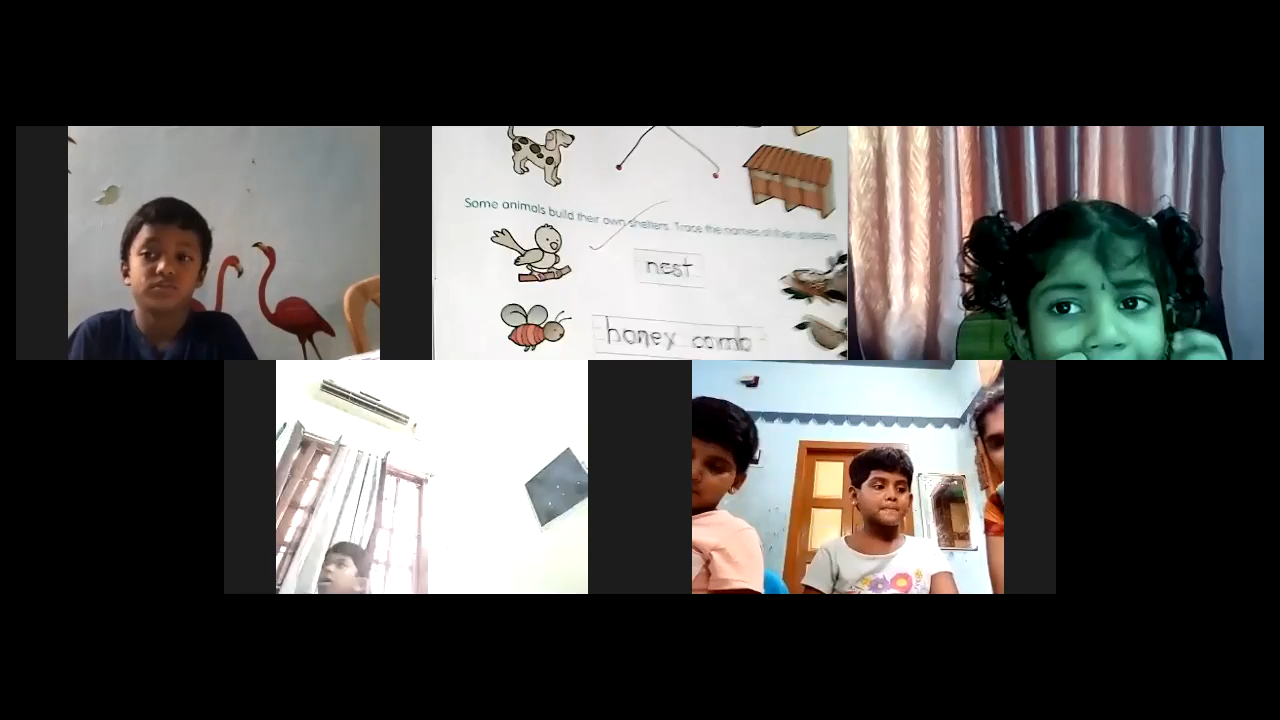 Some animals build their own shelters. Trace the names of their shelters.
nest
honey comb